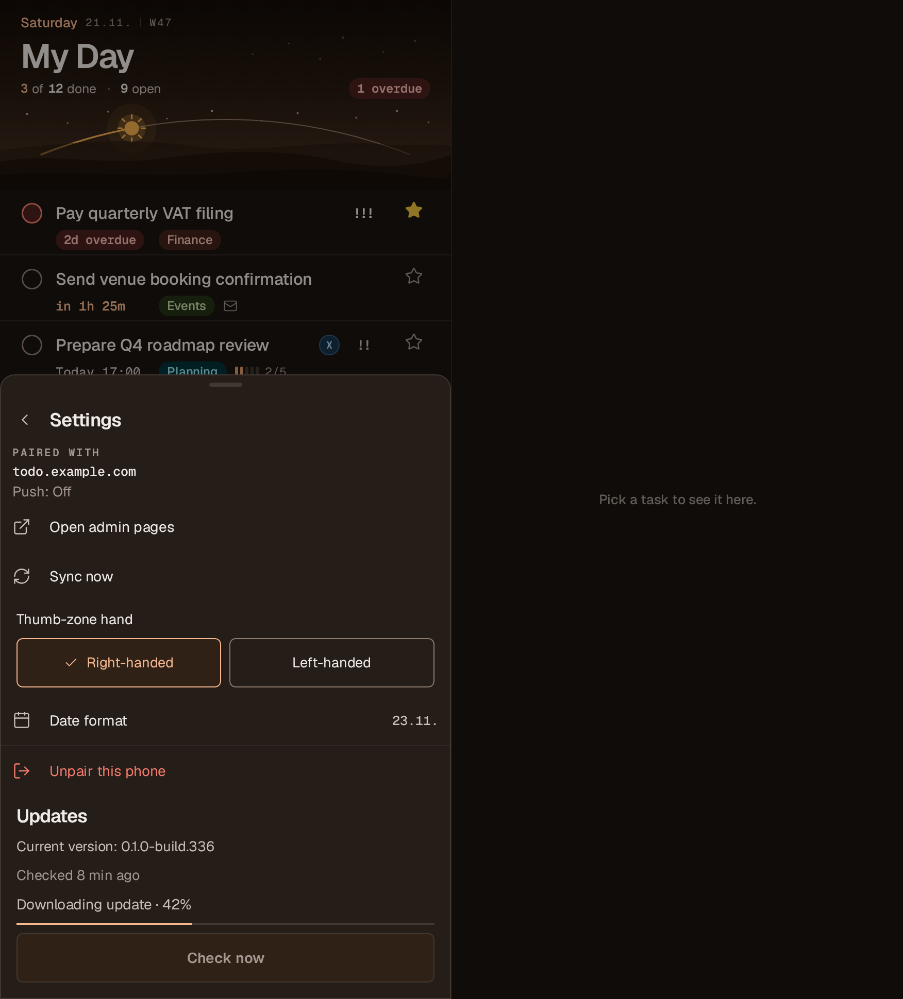 Saturday 21.11. | W47
My Day
3 of 12 done · 9 open
1 overdue
Pay quarterly VAT filing !!!
2d overdue Finance
Send venue booking confirmation
in 1h 25m Events
Prepare Q4 roadmap review X !!
Today 17:00 Planning 2/5
Settings
PAIRED WITH
todo.example.com
Push: Off
Open admin pages
Sync now
Thumb-zone hand
Right-handed Left-handed
Date format 23.11.
Unpair this phone
Updates
Current version: 0.1.0-build.336
Checked 8 min ago
Downloading update · 42%
Check now
Pick a task to see it here.